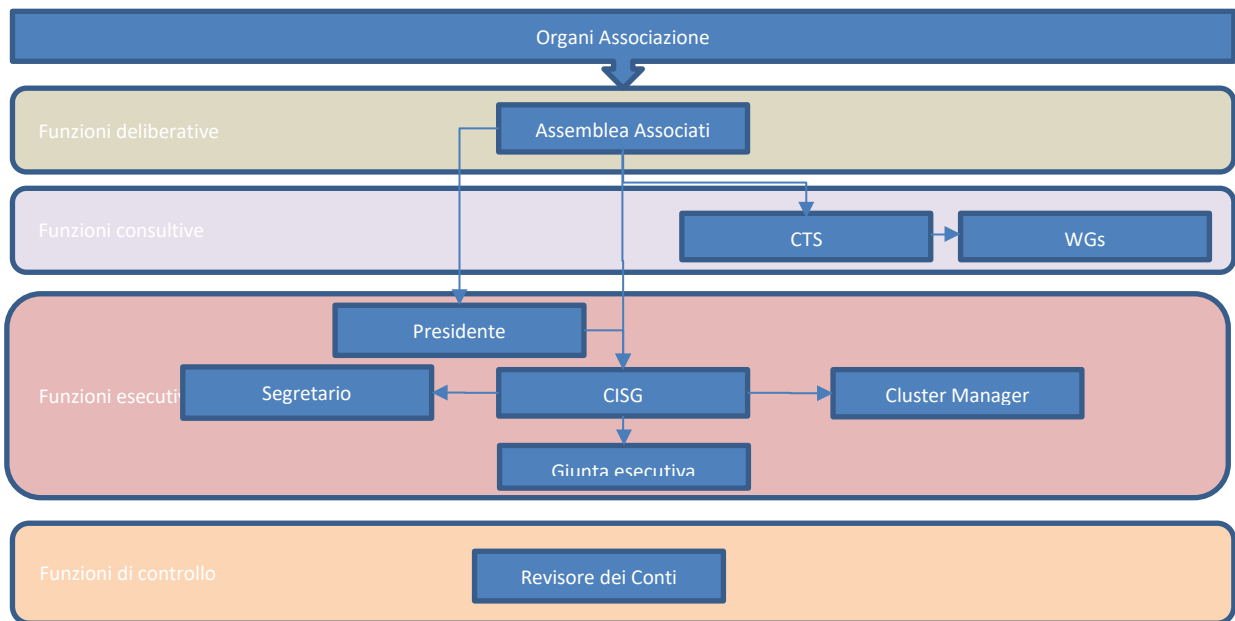 Organi Associazione
Funzioni deliberative
Assemblea Associati
Funzioni consultive
CTS
WGs
Presidente
Funzioni esecuti
Segretario
CISG
Cluster Manager
Giunta esecutiva
Funzioni di controllo
Revisore dei Conti